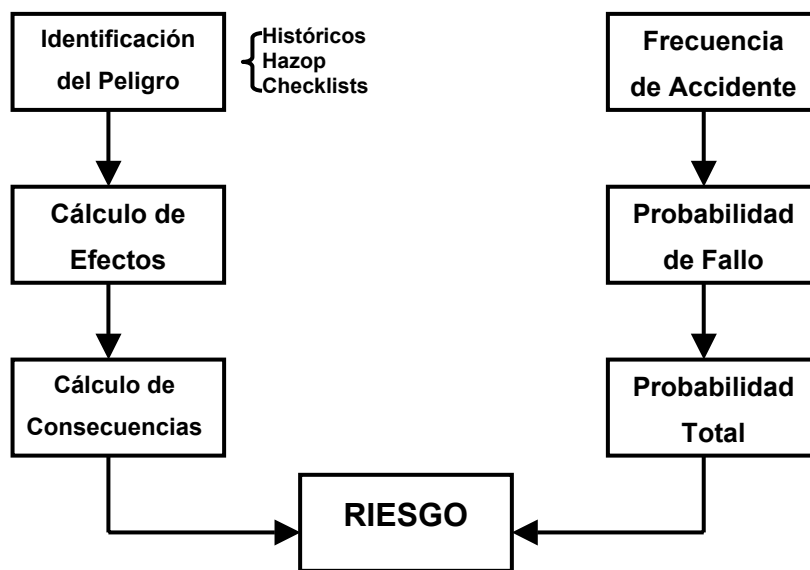 Identificación
del Peligro
Históricos
Hazop
Checklists
Frecuencia
de Accidente
Cálculo de
Efectos
Probabilidad
de Fallo
Cálculo de
Consecuencias
Probabilidad
Total
RIESGO